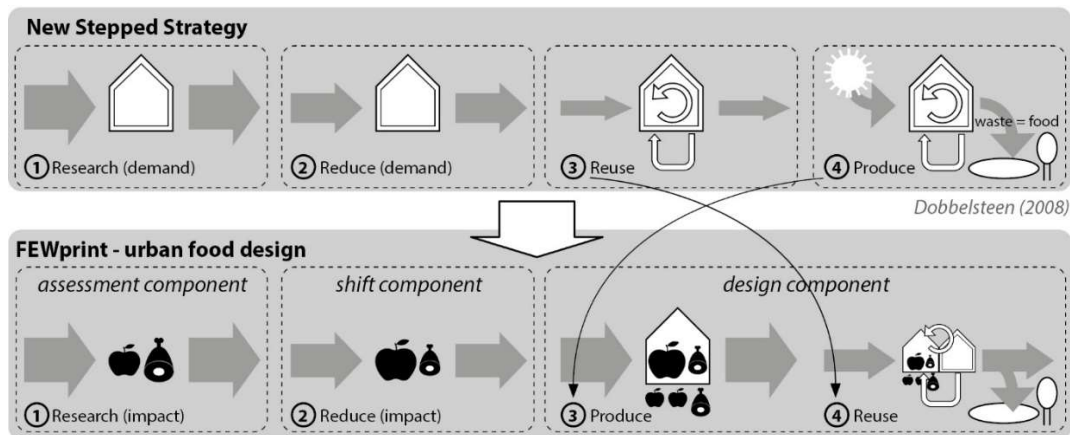 New Stepped Strategy
waste = food
① Research (demand)
② Reduce (demand)
③ Reuse
④ Produce
Dobbelsteen (2008)
FEWprint - urban food design
assessment component
shift component
design component
① Research (impact)
② Reduce (impact)
③ Produce
④ Reuse